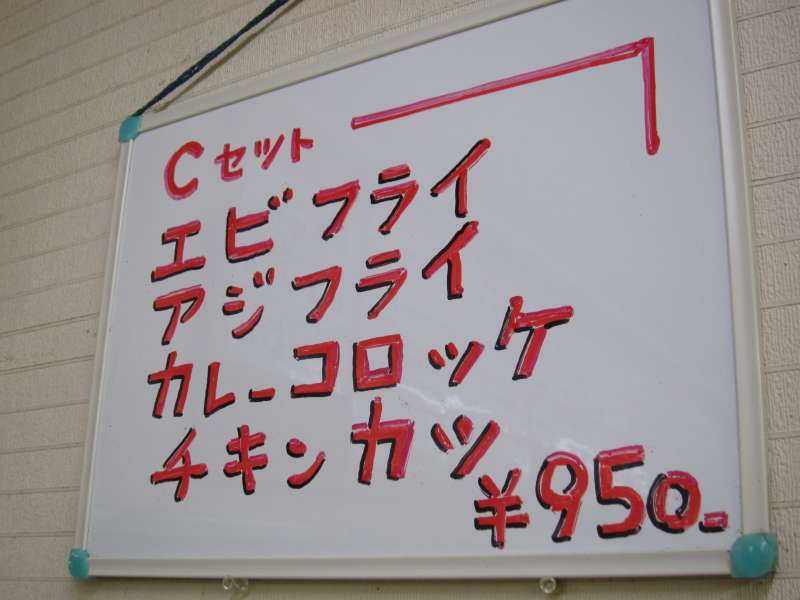 Cセット
エビフライ
アジフライ
カレーコロッケ
チキンカツ
¥950-